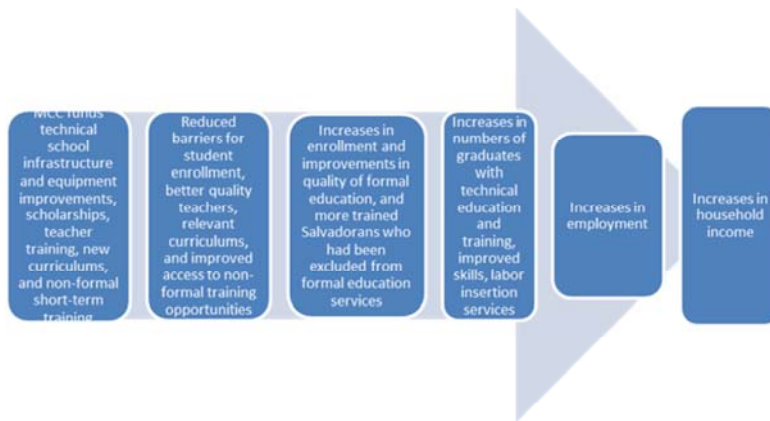 MCC funds
technical
school
infrastructure
and equipment
improvements,
scholarships,
teacher
training, new
curriculums,
and non-formal
short-term
training
Reduced
barriers for
student
enrollment,
better quality
teachers,
relevant
curriculums,
and improved
access to non-
formal training
opportunities
Increases in
enrollment and
improvements in
quality of formal
education, and
more trained
Salvadorans who
had been
excluded from
formal education
services
Increases in
numbers of
graduates
with
technical
education
and
training,
improved
skills, labor
insertion
services
Increases in
employment
Increases in
household
income